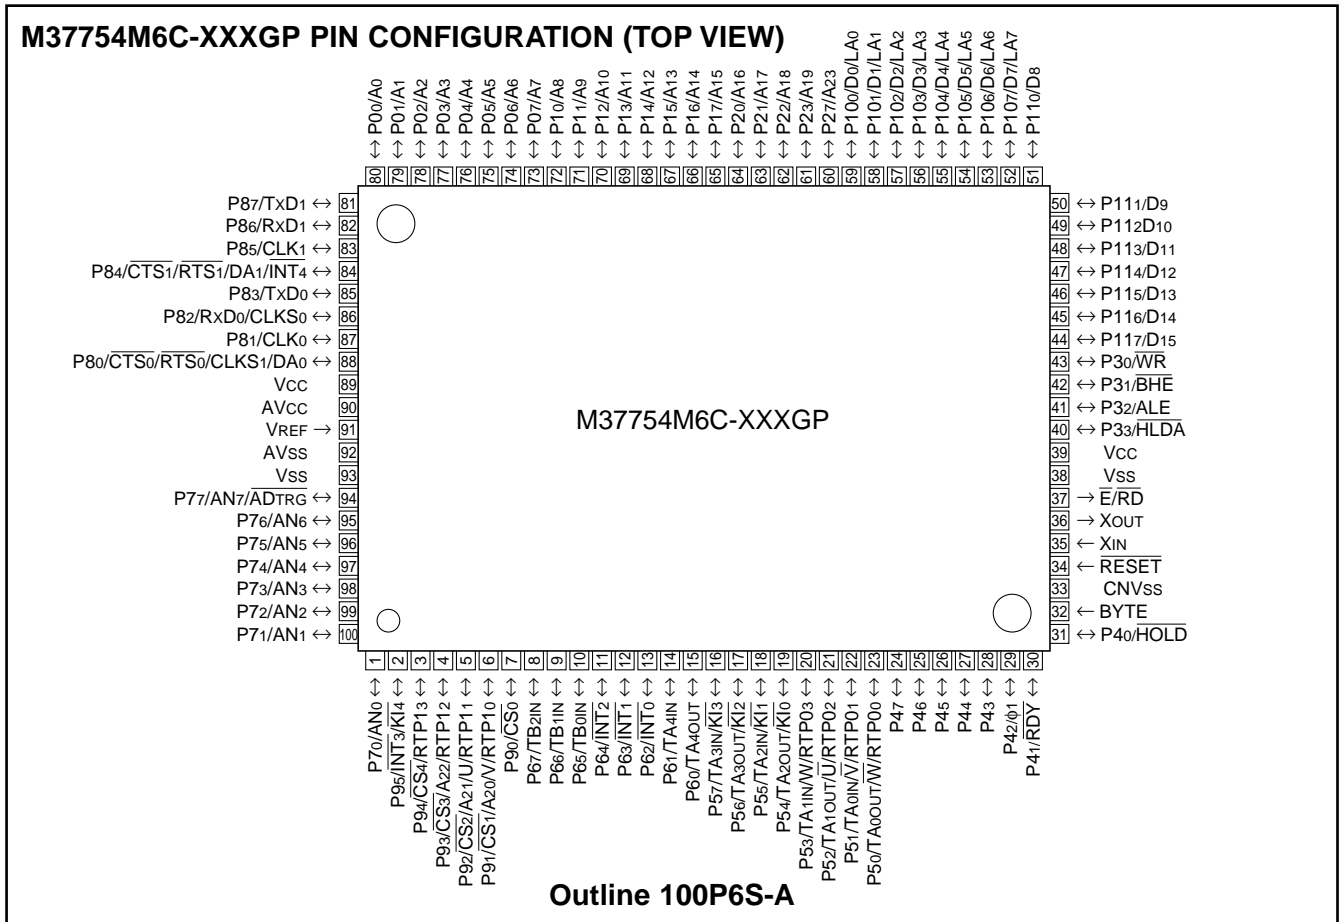 M37754M6C-XXXGP PIN CONFIGURATION (TOP VIEW)
↔ P00/A0
↔ P01/A1
↔ P02/A2
↔ P03/A3
↔ P04/A4
↔ P05/A5
↔ P06/A6
↔ P07/A7
↔ P10/A8
↔ P11/A9
↔ P12/A10
↔ P13/A11
↔ P14/A12
↔ P15/A13
↔ P16/A14
↔ P17/A15
↔ P20/A16
↔ P21/A17
↔ P22/A18
↔ P23/A19
↔ P27/A23
↔ P100/D0/LA0
↔ P101/D1/LA1
↔ P102/D2/LA2
↔ P103/D3/LA3
↔ P104/D4/LA4
↔ P105/D5/LA5
↔ P106/D6/LA6
↔ P107/D7/LA7
↔ P110/D8
80 79 78 77 76 75 74 73 72 71 70 69 68 67 66 65 64 63 62 61 60 59 58 57 56 55 54 53 52 51
P87/TxD1 ↔ 81
P86/RxD1 ↔ 82
P85/CLK1 ↔ 83
P84/CTS1/RTS1/DA1/INT4 ↔ 84
P83/TxD0 ↔ 85
P82/RxD0/CLKS0 ↔ 86
P81/CLK0 ↔ 87
P80/CTS0/RTS0/CLKS1/DA0 ↔ 88
VCC 89
AVCC 90
VREF → 91
AVSS 92
VSS 93
P77/AN7/ADTRG ↔ 94
P76/AN6 ↔ 95
P75/AN5 ↔ 96
P74/AN4 ↔ 97
P73/AN3 ↔ 98
P72/AN2 ↔ 99
P71/AN1 ↔ 100
M37754M6C-XXXGP
50 ↔ P111/D9
49 ↔ P112D10
48 ↔ P113/D11
47 ↔ P114/D12
46 ↔ P115/D13
45 ↔ P116/D14
44 ↔ P117/D15
43 ↔ P30/WR
42 ↔ P31/BHE
41 ↔ P32/ALE
40 ↔ P33/HLDA
39 VCC
38 VSS
37 → E/RD
36 → XOUT
35 ← XIN
34 ← RESET
33 CNVSS
32 ← BYTE
31 ↔ P40/HOLD
1 2 3 4 5 6 7 8 9 10 11 12 13 14 15 16 17 18 19 20 21 22 23 24 25 26 27 28 29 30
P70/AN0 ↔
P95/INT3/KI4 ↔
P94/CS4/RTP13 ↔
P93/CS3/A22/RTP12 ↔
P92/CS2/A21/U/RTP11 ↔
P91/CS1/A20/V/RTP10 ↔
P90/CS0 ↔
P67/TB2IN ↔
P66/TB1IN ↔
P65/TB0IN ↔
P64/INT2 ↔
P63/INT1 ↔
P62/INT0 ↔
P61/TA4IN ↔
P60/TA4OUT ↔
P57/TA3IN/KI3 ↔
P56/TA3OUT/KI2 ↔
P55/TA2IN/KI1 ↔
P54/TA2OUT/KI0 ↔
P53/TA1IN/W/RTP03 ↔
P52/TA1OUT/U/RTP02 ↔
P51/TA0IN/V/RTP01 ↔
P50/TA0OUT/W/RTP00 ↔
P47 ↔
P46 ↔
P45 ↔
P44 ↔
P43 ↔
P42/ϕ1 ↔
P41/RDY ↔
Outline 100P6S-A